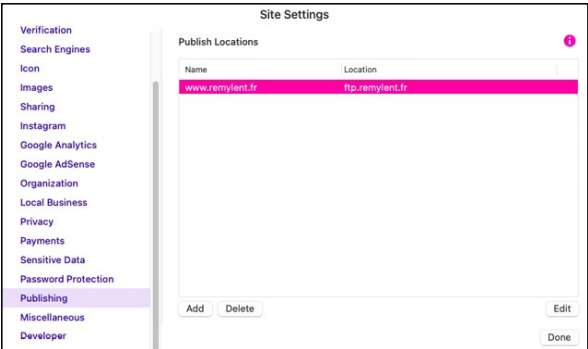 Site Settings
Verification
Search Engines
Icon
Images
Sharing
Instagram
Google Analytics
Google AdSense
Organization
Local Business
Privacy
Payments
Sensitive Data
Password Protection
Publishing
Miscellaneous
Developer
Publish Locations
Name Location
www.remylent.fr ftp.remylent.fr
Add Delete Edit
Done